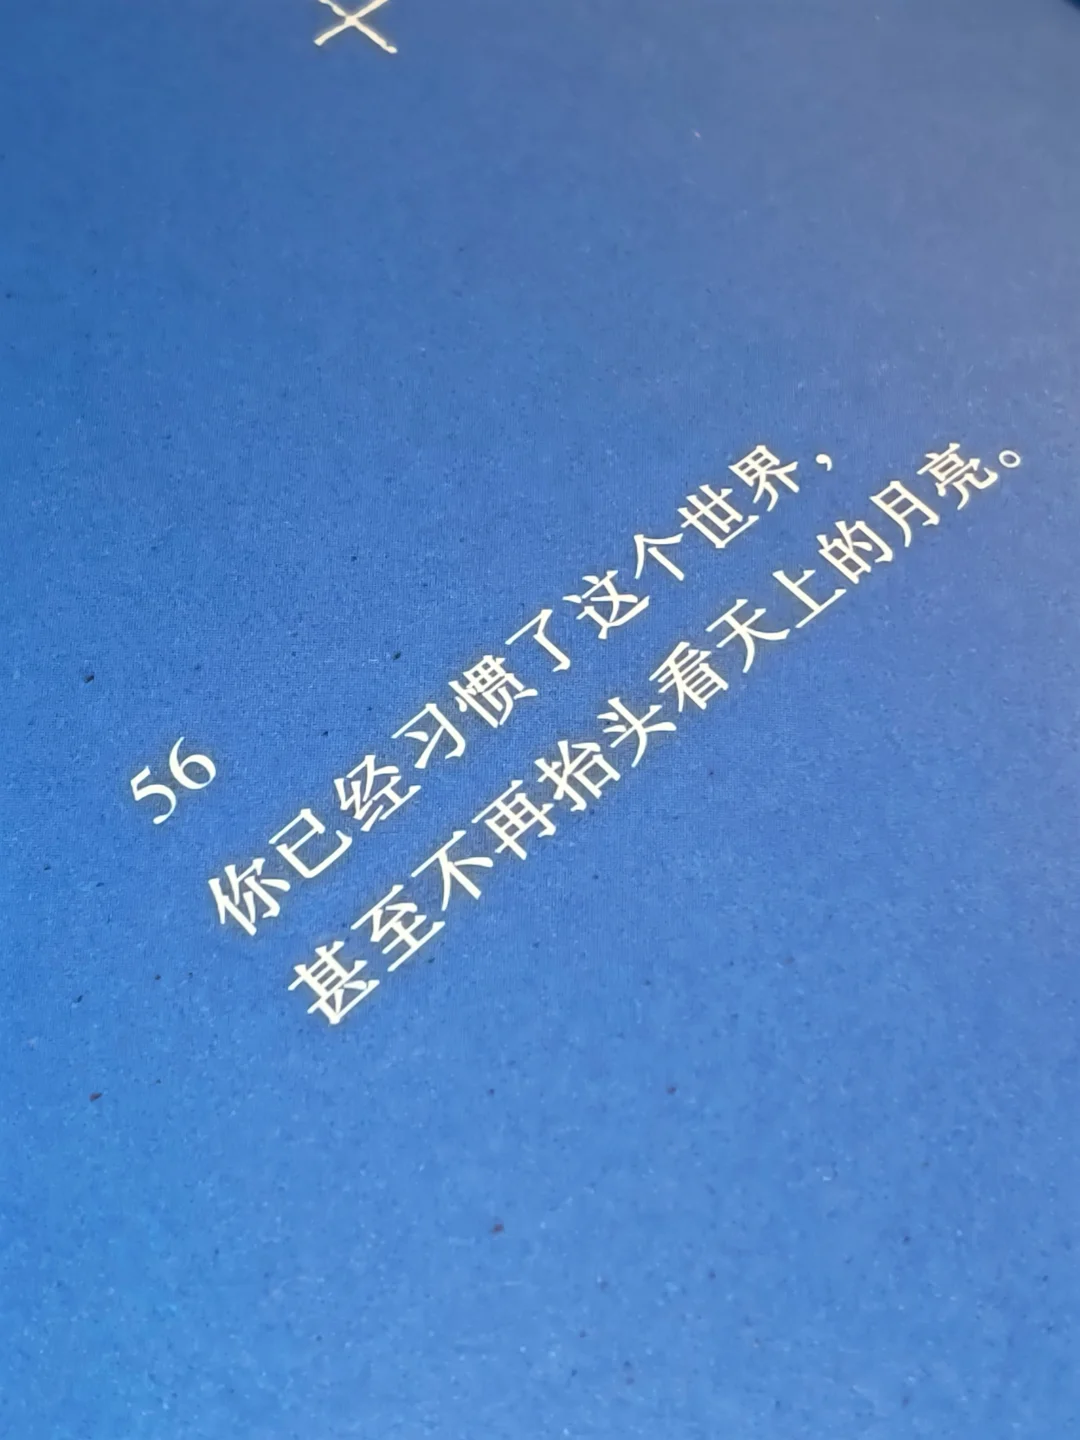 56
你已经习惯了这个世界，
甚至不再抬头看天上的月亮。